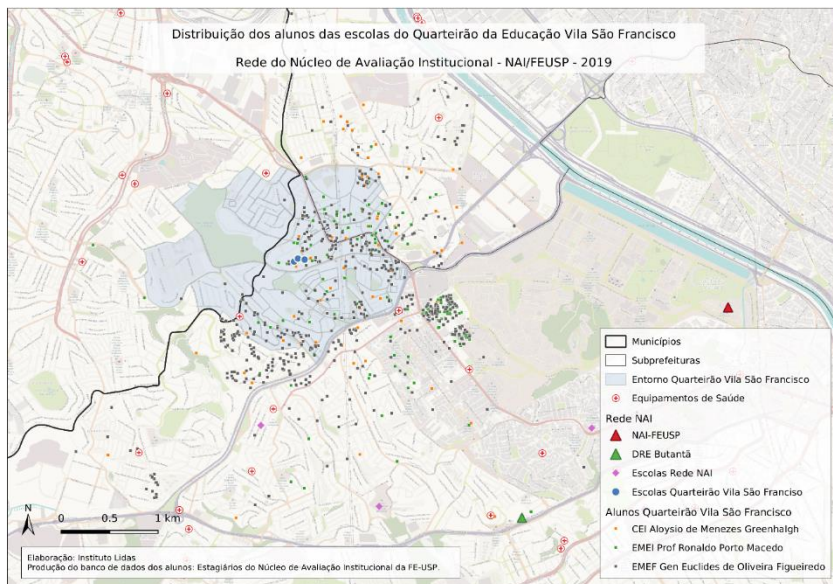 Distribuição dos alunos das escolas do Quarteirão da Educação Vila São Francisco
Rede do Núcleo de Avaliação Institucional - NAI/FEUSP - 2019
Municípios
Subprefeituras
Entorno Quarteirão Vila São Francisco
Equipamentos de Saúde
Rede NAI
NAI-FEUSP
DRE Butantã
Escolas Rede NAI
Escolas Quarteirão Vila São Franciso
Alunos Quarteirão Vila São Francisco
CEI Aloysio de Menezes Greenhalgh
EMEI Prof Ronaldo Porto Macedo
EMEF Gen Euclides de Oliveira Figueiredo
N
0 0.5 1 km
Elaboração: Instituto Lidas
Produção do banco de dados dos alunos: Estagiários do Núcleo de Avaliação Institucional da FE-USP.